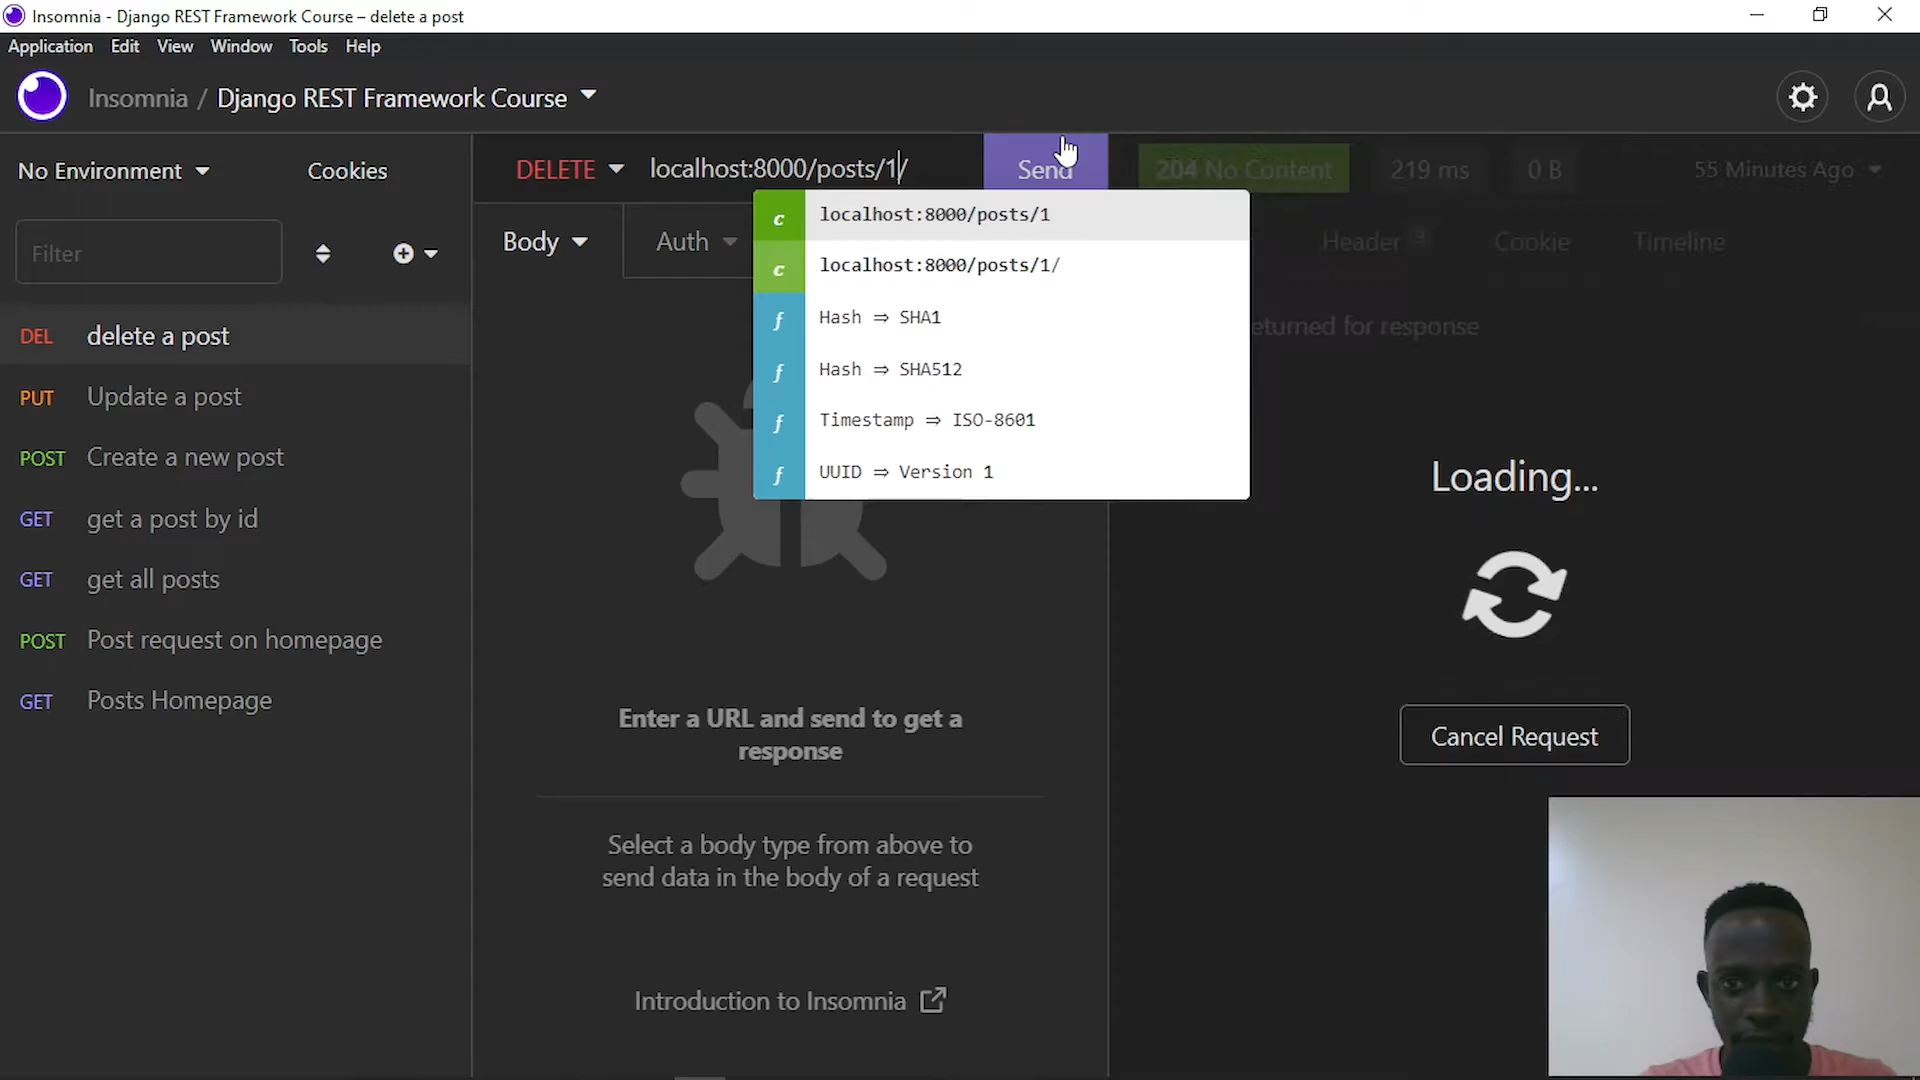 Insomnia - Django REST Framework Course – delete a post
Application Edit View Window Tools Help
Insomnia / Django REST Framework Course
No Environment
Cookies
DELETE
localhost:8000/posts/1/
Send
204 No Content
219 ms
0 B
55 Minutes Ago
Filter
Body
Auth
Header 9
Cookie
Timeline
c localhost:8000/posts/1
c localhost:8000/posts/1/
f Hash ⇒ SHA1
f Hash ⇒ SHA512
f Timestamp ⇒ ISO-8601
f UUID ⇒ Version 1
for response
DEL delete a post
PUT Update a post
POST Create a new post
GET get a post by id
GET get all posts
POST Post request on homepage
GET Posts Homepage
Loading...
Cancel Request
Enter a URL and send to get a
response
Select a body type from above to
send data in the body of a request
Introduction to Insomnia